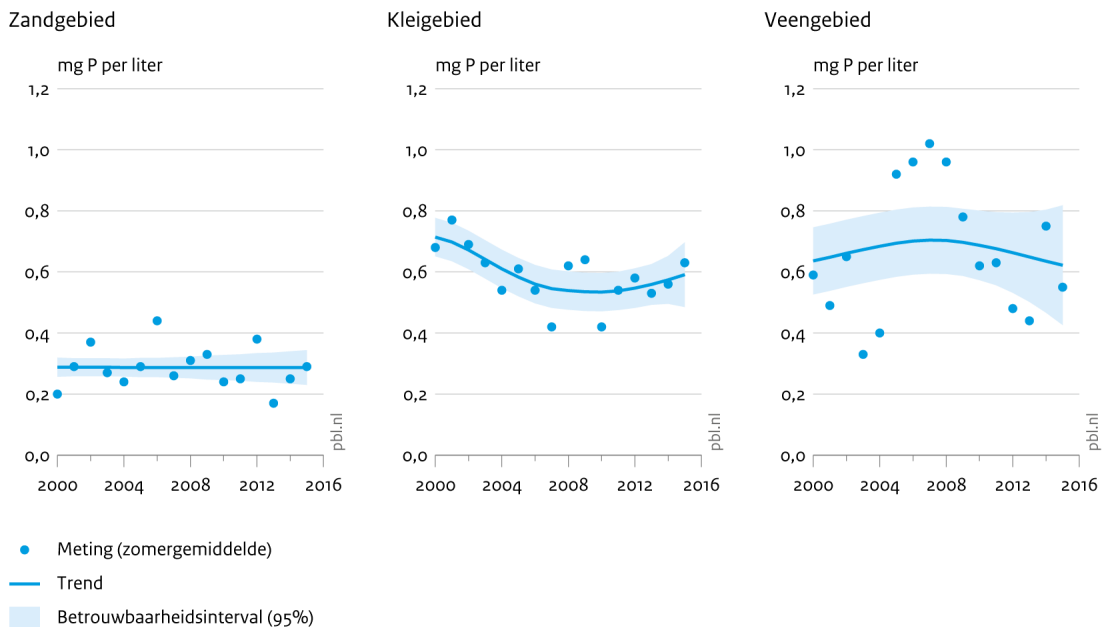 Zandgebied
mg P per liter
1,2
1,0
0,8
0,6
0,4
0,2
0,0
2000 2004 2008 2012 2016
pbl.nl
Kleigebied
mg P per liter
1,2
1,0
0,8
0,6
0,4
0,2
0,0
2000 2004 2008 2012 2016
pbl.nl
Veengebied
mg P per liter
1,2
1,0
0,8
0,6
0,4
0,2
0,0
2000 2004 2008 2012 2016
pbl.nl
Meting (zomergemiddelde)
Trend
Betrouwbaarheidsinterval (95%)